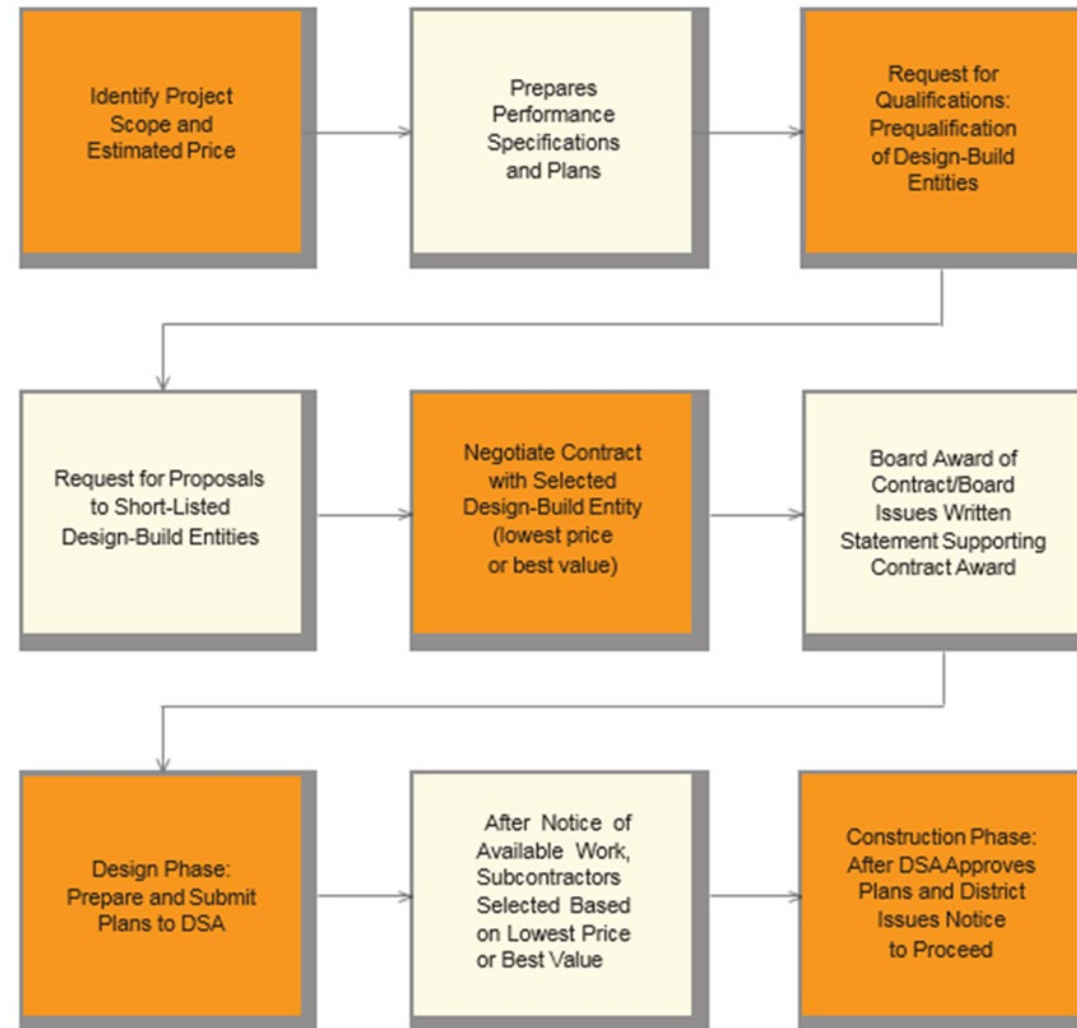 Identify Project
Scope and
Estimated Price
Prepares
Performance
Specifications
and Plans
Request for
Qualifications:
Prequalification
of Design-Build
Entities
Request for Proposals
to Short-Listed
Design-Build Entities
Negotiate Contract
with Selected
Design-Build Entity
(lowest price
or best value)
Board Award of
Contract/Board
Issues Written
Statement Supporting
Contract Award
Design Phase:
Prepare and Submit
Plans to DSA
After Notice of
Available Work,
Subcontractors
Selected Based
on Lowest Price
or Best Value
Construction Phase:
After DSA Approves
Plans and District
Issues Notice
to Proceed